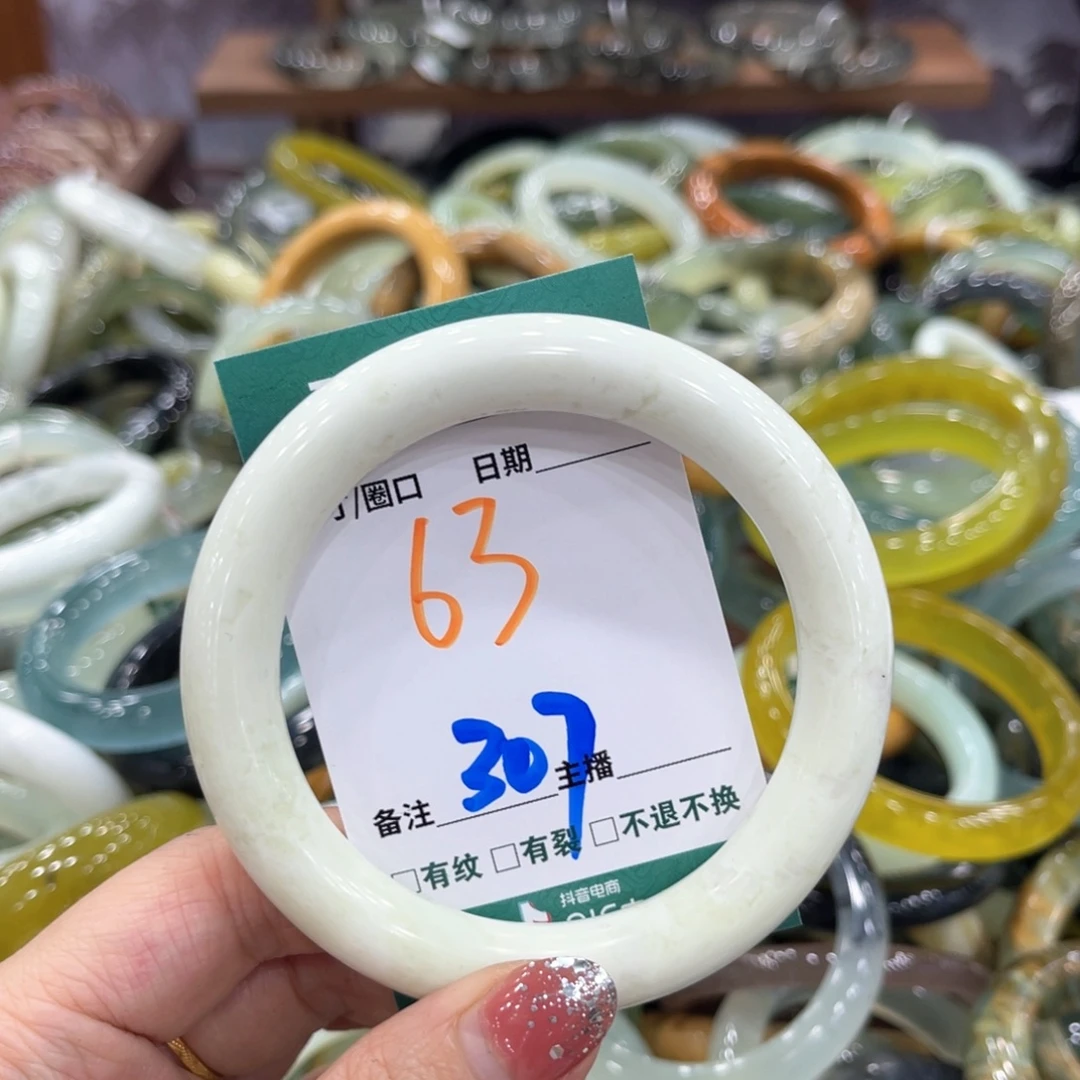 /圈口 日期
63
307
备注 主播
□有纹 □有裂 □不退不换
抖音电商